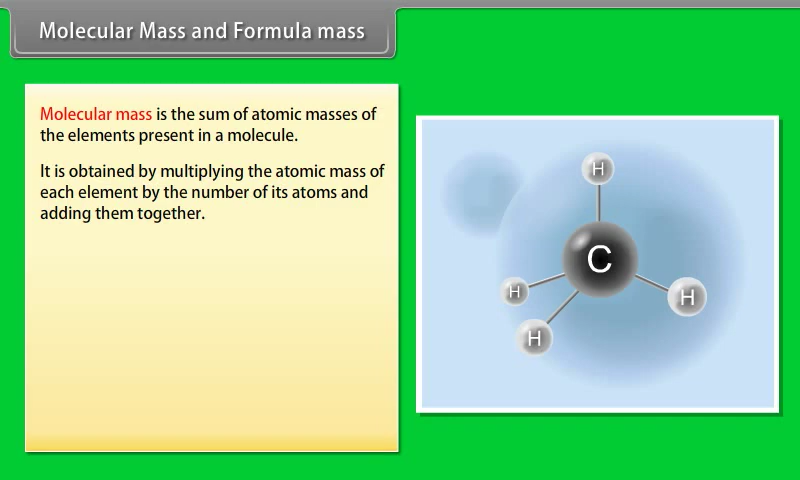 Molecular Mass and Formula mass
Molecular mass is the sum of atomic masses of
the elements present in a molecule.
It is obtained by multiplying the atomic mass of
each element by the number of its atoms and
adding them together.
H
C
H
H
H